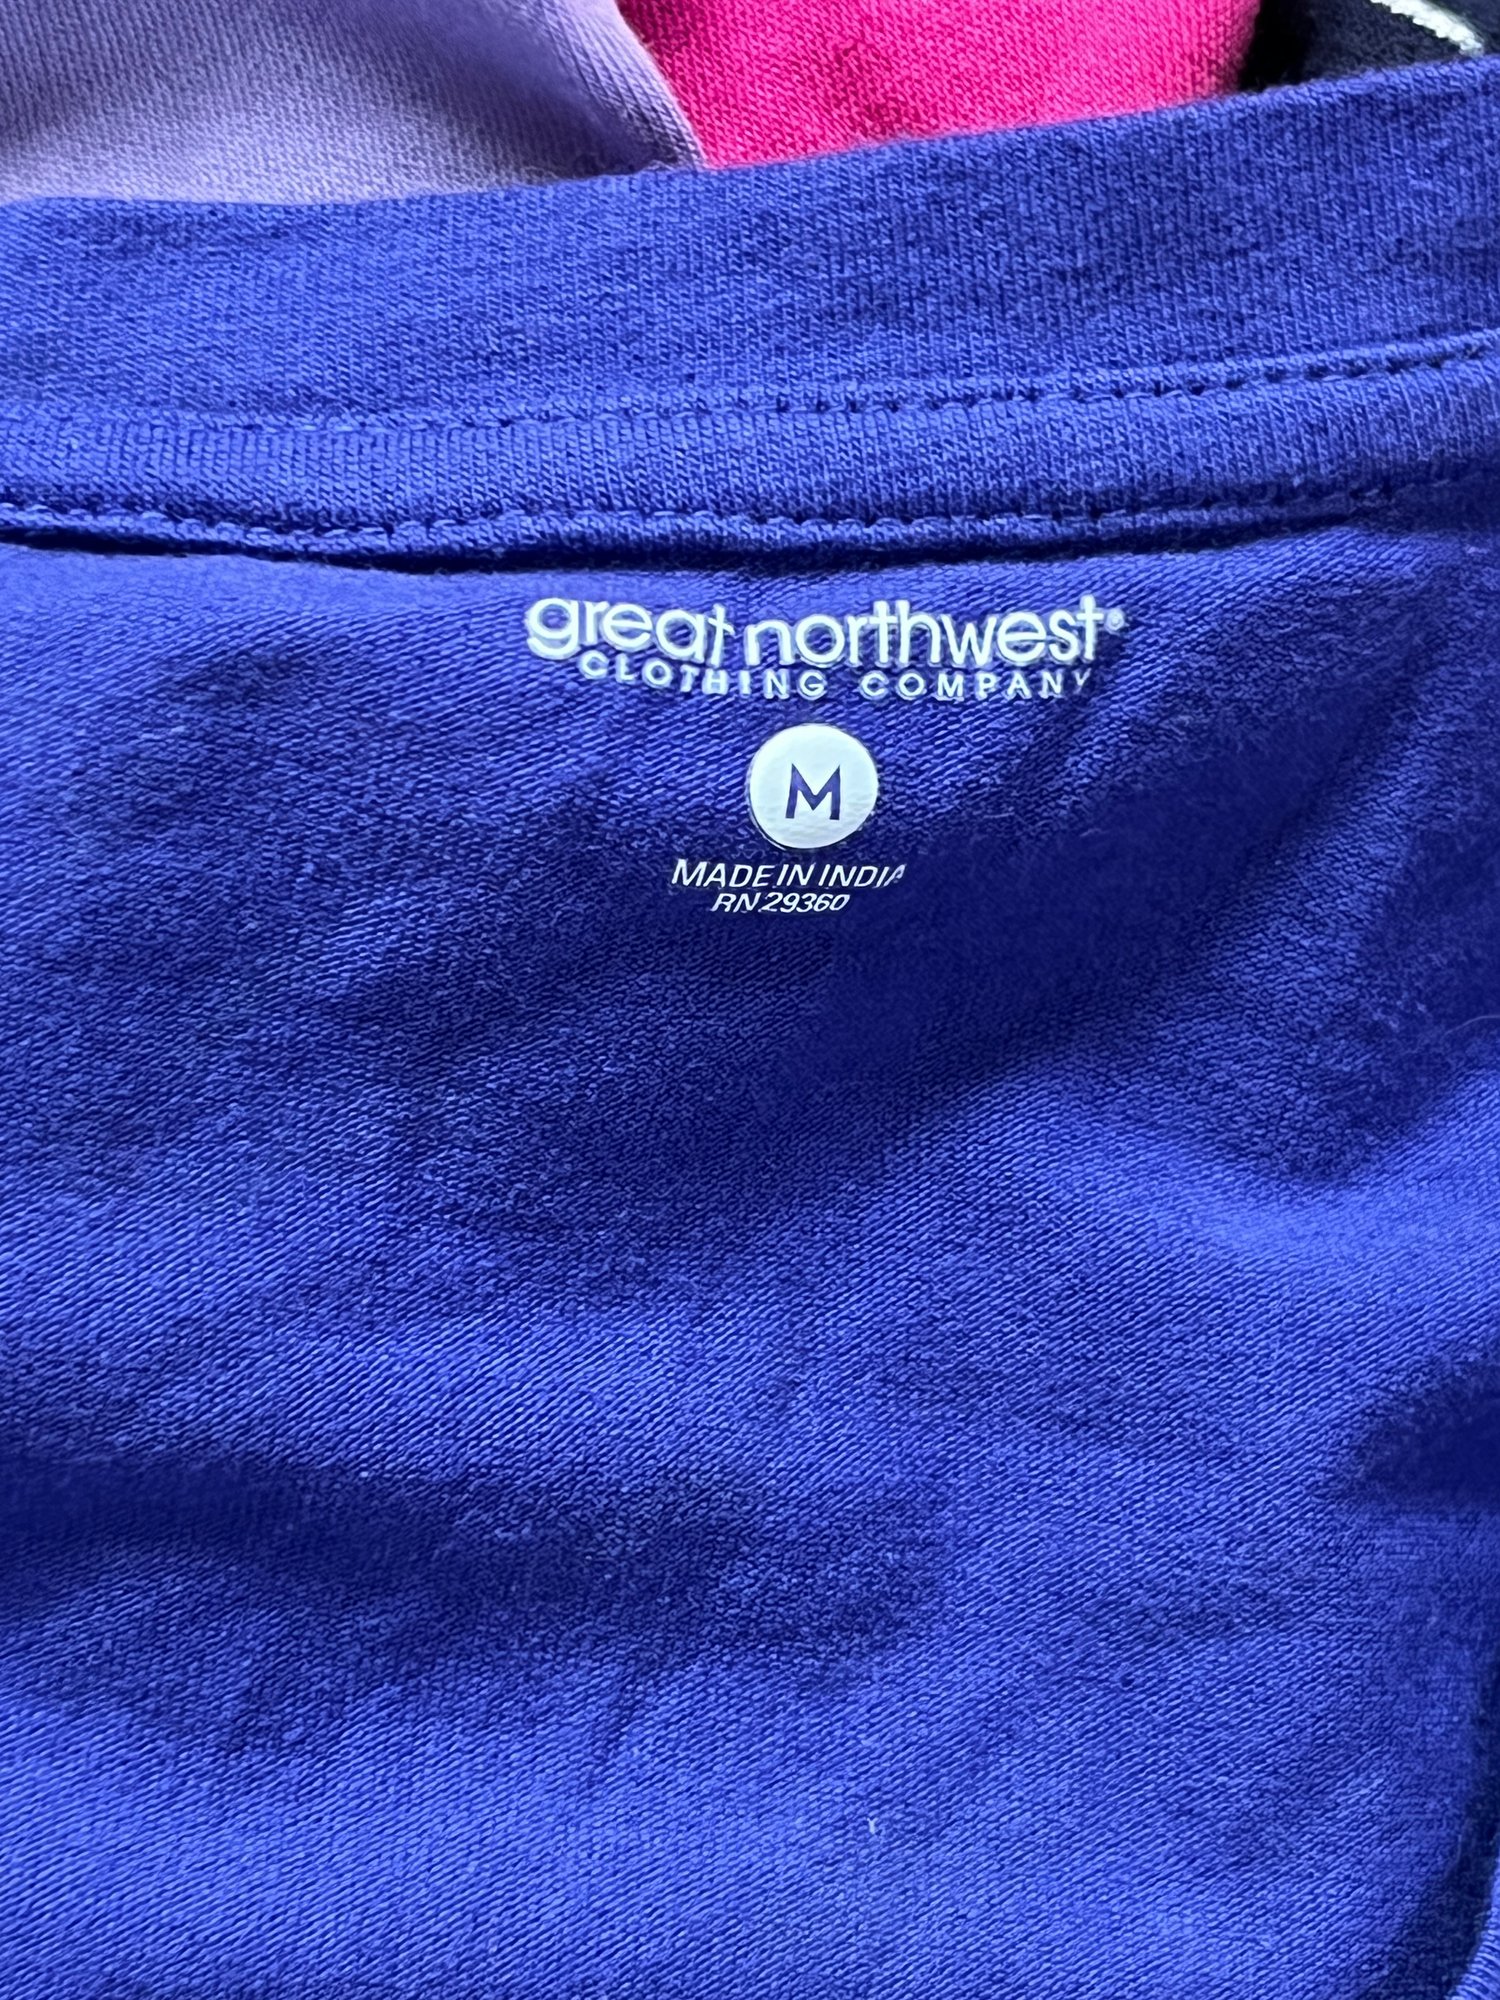 great northwest®
CLOTHING COMPANY
M
MADE IN INDIA
RN 29360